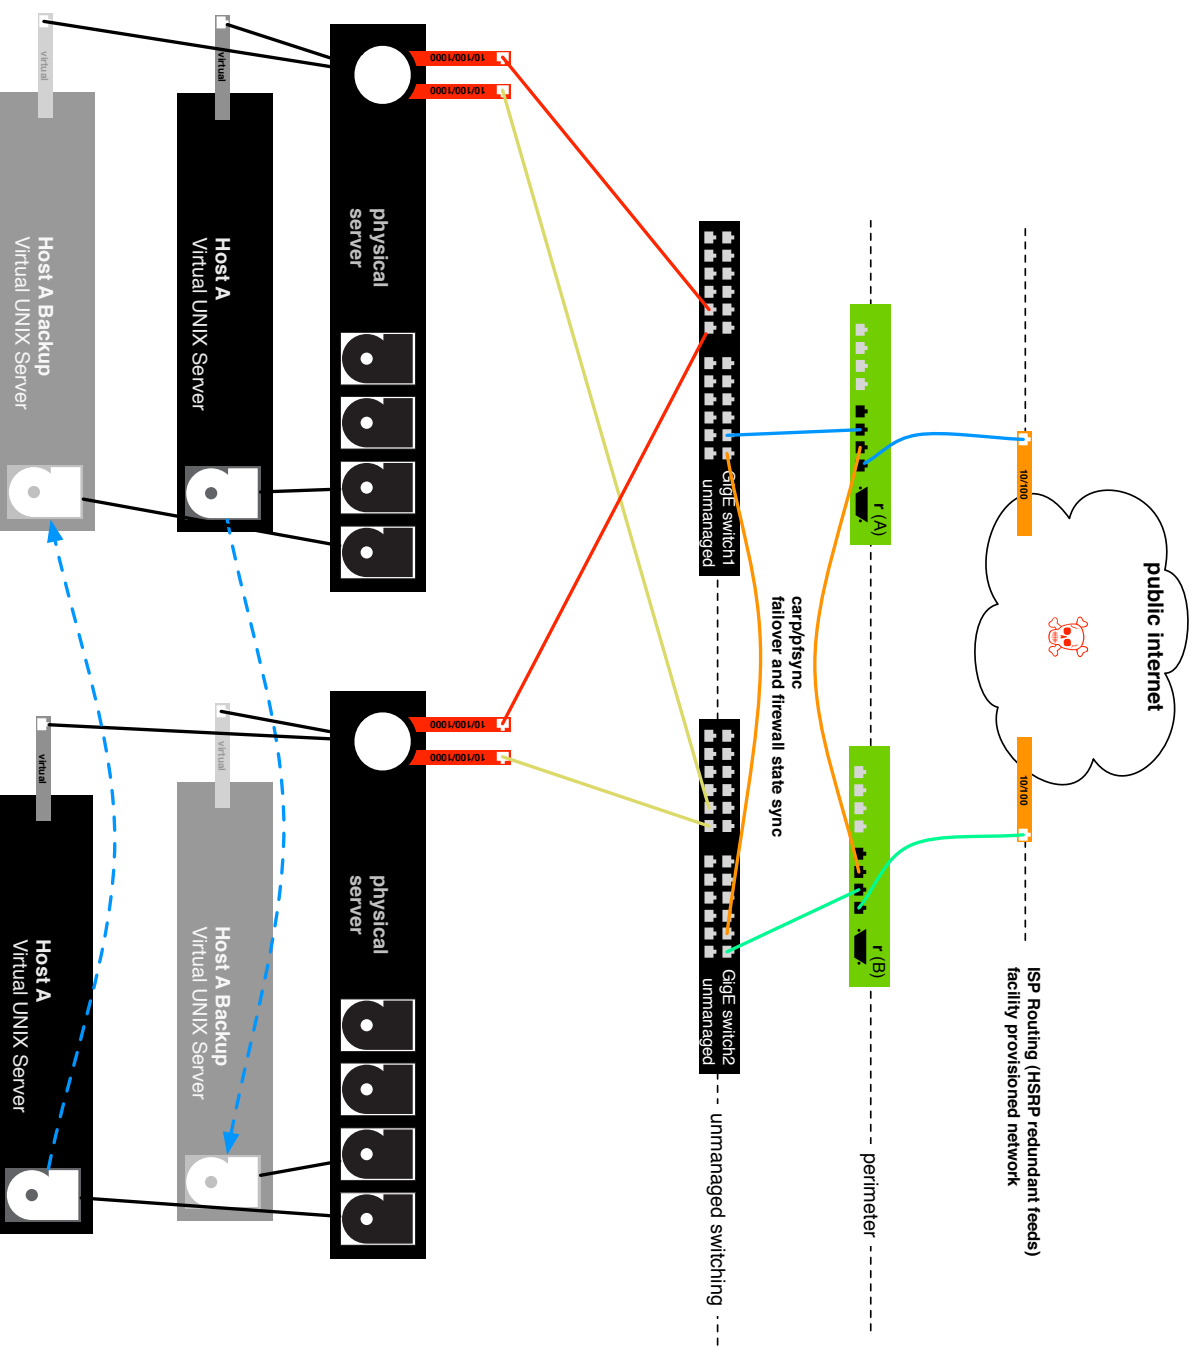 public internet
10/100
10/100
ISP Routing (HSRP redundant feeds)
facility provisioned network
r (A)
r (B)
perimeter
carp/pfsync
failover and firewall state sync
GigE switch1
unmanaged
GigE switch2
unmanaged
unmanaged switching
10/100/1000
10/100/1000
10/100/1000
10/100/1000
physical
server
physical
server
virtual
Host A
Virtual UNIX Server
virtual
Host A Backup
Virtual UNIX Server
virtual
Host A Backup
Virtual UNIX Server
virtual
Host A
Virtual UNIX Server